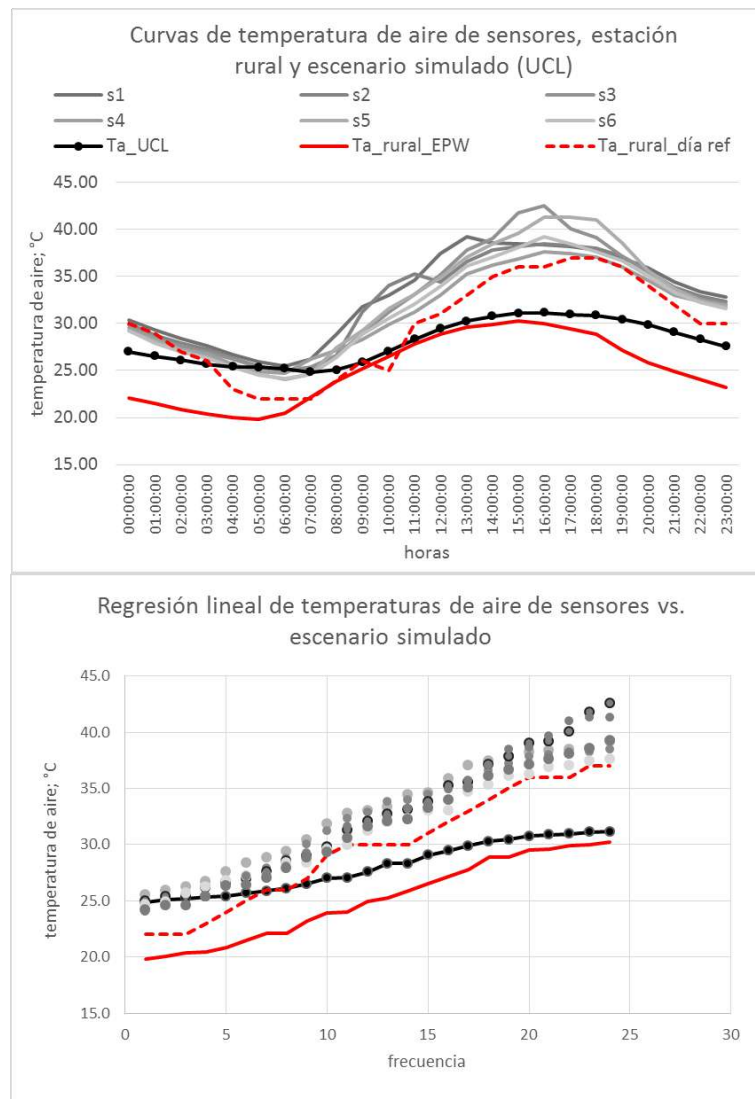 Curvas de temperatura de aire de sensores, estación
rural y escenario simulado (UCL)
s1 s2 s3
s4 s5 s6
Ta_UCL Ta_rural_EPW Ta_rural_día ref
temperatura de aire; °C
45.00
40.00
35.00
30.00
25.00
20.00
15.00
00:00:00 01:00:00 02:00:00 03:00:00 04:00:00 05:00:00 06:00:00 07:00:00 08:00:00 09:00:00 10:00:00 11:00:00 12:00:00 13:00:00 14:00:00 15:00:00 16:00:00 17:00:00 18:00:00 19:00:00 20:00:00 21:00:00 22:00:00 23:00:00
horas
Regresión lineal de temperaturas de aire de sensores vs.
escenario simulado
temperatura de aire; °C
45.0
40.0
35.0
30.0
25.0
20.0
15.0
0 5 10 15 20 25 30
frecuencia